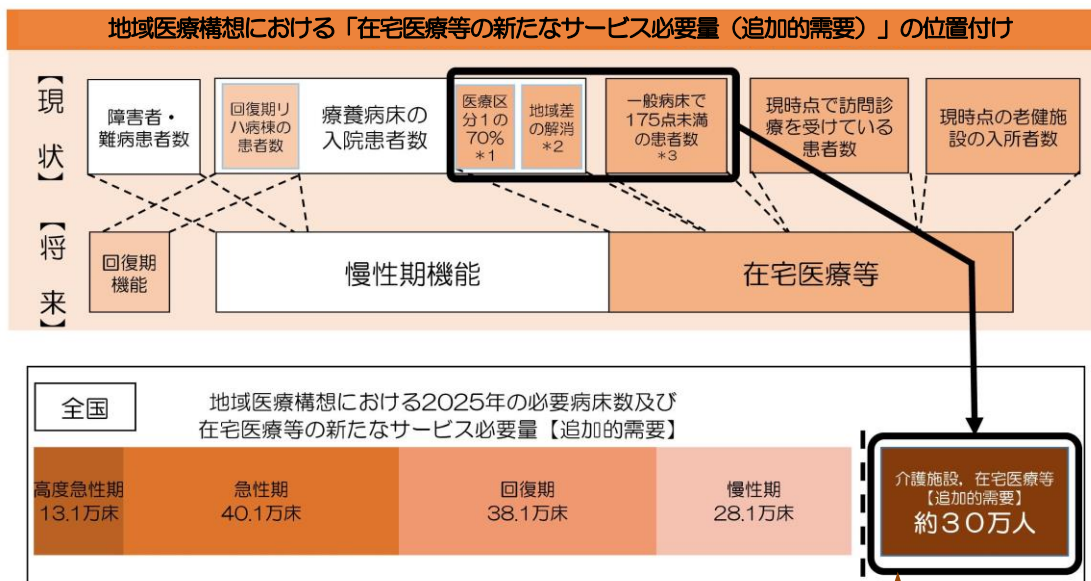 地域医療構想における「在宅医療等の新たなサービス必要量（追加的需要）」の位置付け
【現状】
障害者・
難病患者数
回復期リ
ハ病棟の
患者数
療養病床の
入院患者数
医療区
分１の
70%
*1
地域差
の解消
*2
一般病床で
175点未満
の患者数
*3
現時点で訪問診
療を受けている
患者数
現時点の老健施
設の入所者数
【将来】
回復期
機能
慢性期機能
在宅医療等
全国
地域医療構想における2025年の必要病床数及び
在宅医療等の新たなサービス必要量【追加的需要】
高度急性期
13.1万床
急性期
40.1万床
回復期
38.1万床
慢性期
28.1万床
介護施設，在宅医療等
【追加的需要】
約３０万人